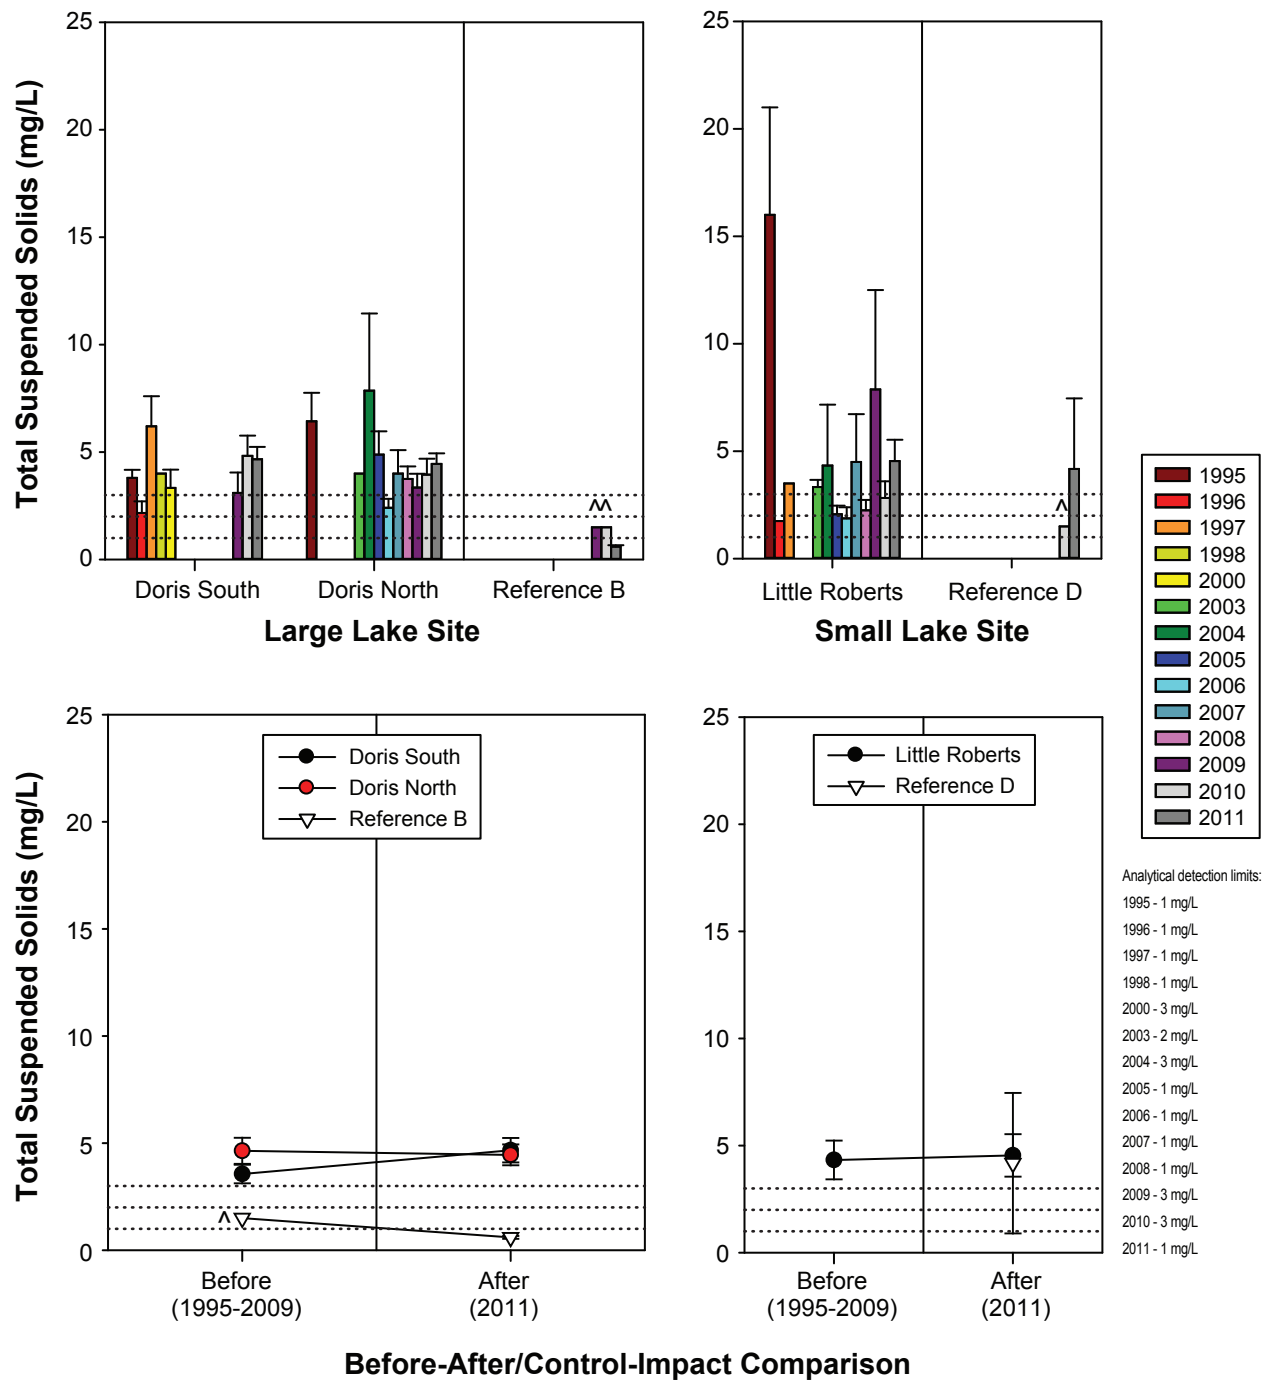 Total Suspended Solids (mg/L)
25
20
15
10
5
0
Doris South
Doris North
Reference B
^^
Large Lake Site
25
20
15
10
5
0
Little Roberts
Reference D
^
Small Lake Site
1995
1996
1997
1998
2000
2003
2004
2005
2006
2007
2008
2009
2010
2011
Total Suspended Solids (mg/L)
25
20
15
10
5
0
Doris South
Doris North
Reference B
^
Before
(1995-2009)
After
(2011)
25
20
15
10
5
0
Little Roberts
Reference D
Before
(1995-2009)
After
(2011)
Analytical detection limits:
1995 - 1 mg/L
1996 - 1 mg/L
1997 - 1 mg/L
1998 - 1 mg/L
2000 - 3 mg/L
2003 - 2 mg/L
2004 - 3 mg/L
2005 - 1 mg/L
2006 - 1 mg/L
2007 - 1 mg/L
2008 - 1 mg/L
2009 - 3 mg/L
2010 - 3 mg/L
2011 - 1 mg/L
Before-After/Control-Impact Comparison